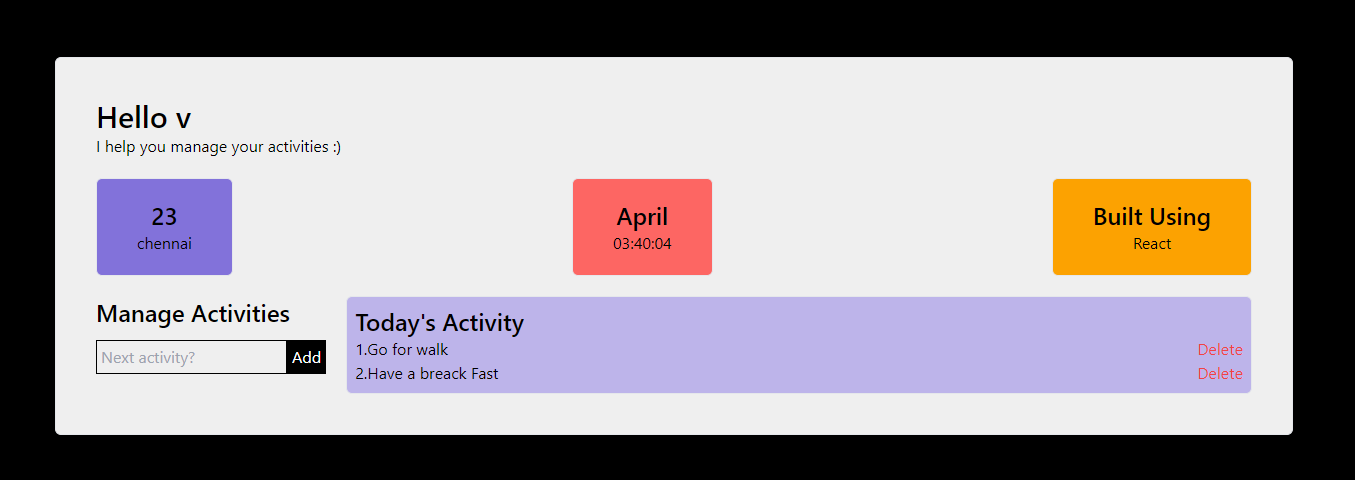 Hello v
I help you manage your activities :)
23
chennai
April
03:40:04
Built Using
React
Manage Activities
Next activity?
Add
Today's Activity
1.Go for walk
Delete
2.Have a breack Fast
Delete